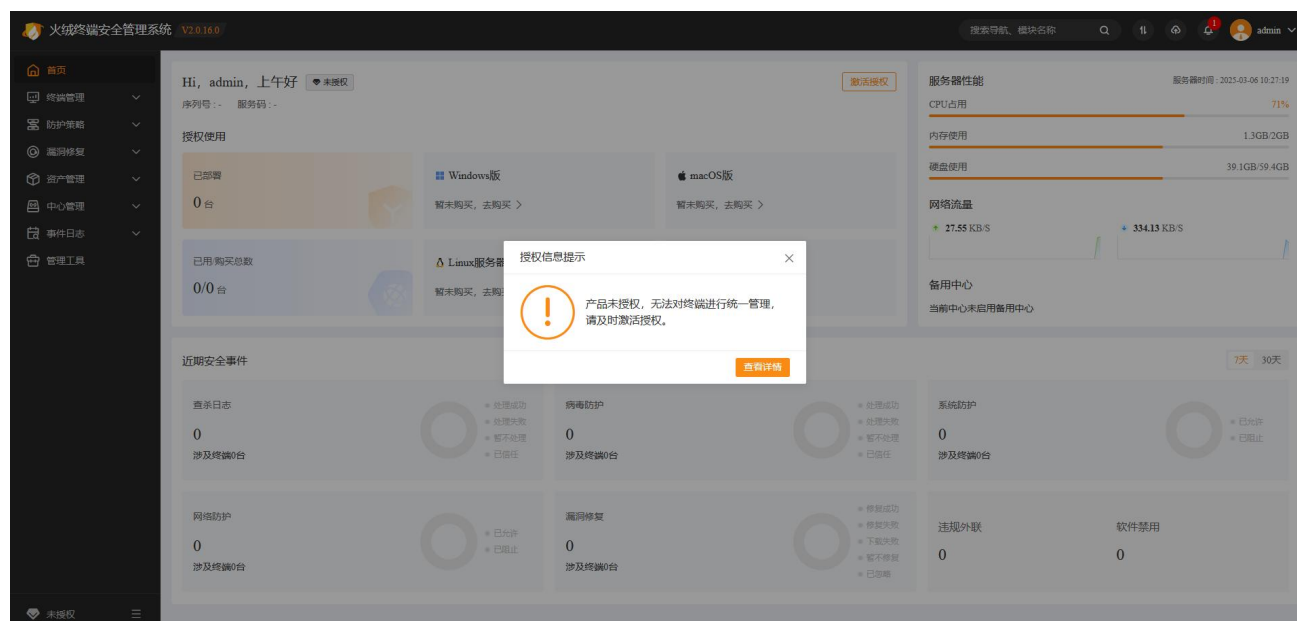 火绒终端安全管理系统 V2.0.16.0
搜索导航、模块名称
1
admin
首页
终端管理
防护策略
漏洞修复
资产管理
中心管理
事件日志
管理工具
未授权
Hi, admin, 上午好 未授权
激活授权
序列号: - 服务码: -
授权使用
已部署
0 台
Windows版
暂未购买, 去购买 >
macOS版
暂未购买, 去购买 >
已用/购买总数
0/0 台
Linux服务器
暂未购买, 去购
服务器性能
服务器时间 : 2025-03-06 10:27:19
CPU占用
71%
内存使用
1.3GB/2GB
硬盘使用
39.1GB/59.4GB
网络流量
27.55 KB/S
334.13 KB/S
备用中心
当前中心未启用备用中心
授权信息提示
产品未授权，无法对终端进行统一管理，
请及时激活授权。
查看详情
近期安全事件
7天 30天
查杀日志
0
涉及终端0台
处理成功
处理失败
暂不处理
已信任
病毒防护
0
涉及终端0台
处理成功
处理失败
暂不处理
已信任
系统防护
0
涉及终端0台
已允许
已阻止
网络防护
0
涉及终端0台
已允许
已阻止
漏洞修复
0
涉及终端0台
修复成功
修复失败
下载失败
暂不修复
已忽略
违规外联
0
软件禁用
0